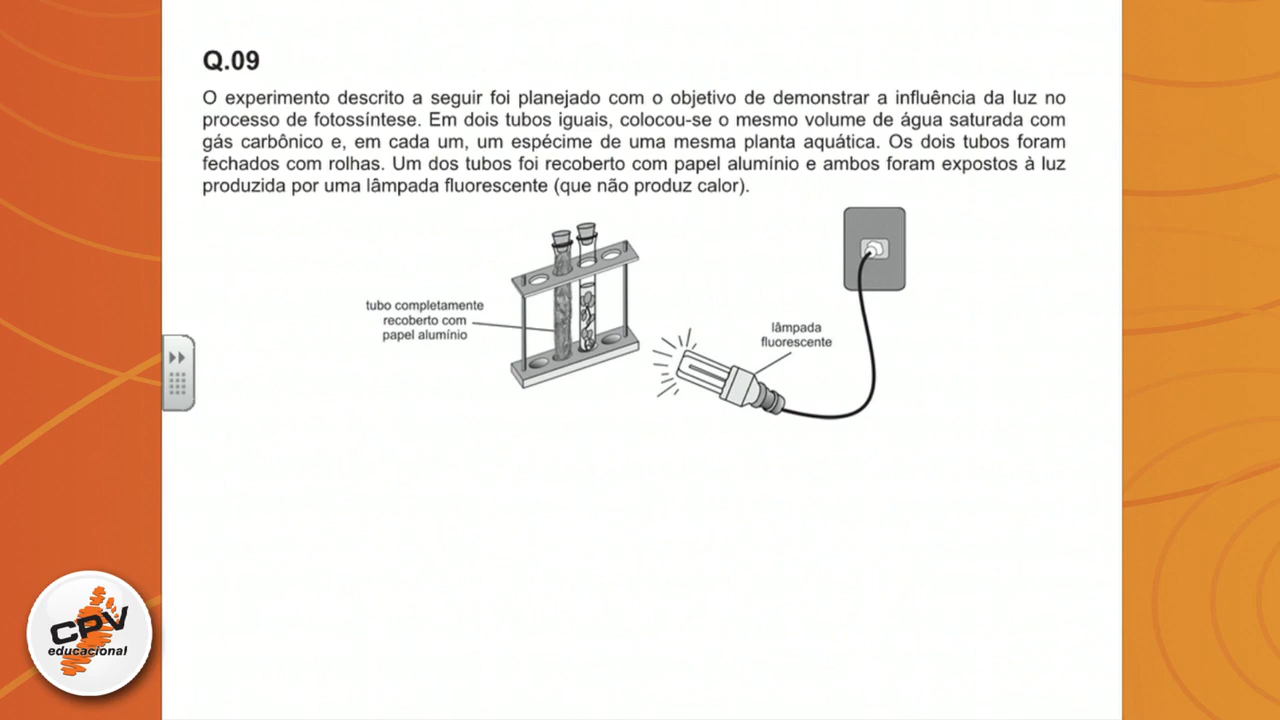 Q.09
O experimento descrito a seguir foi planejado com o objetivo de demonstrar a influência da luz no
processo de fotossíntese. Em dois tubos iguais, colocou-se o mesmo volume de água saturada com
gás carbônico e, em cada um, um espécime de uma mesma planta aquática. Os dois tubos foram
fechados com rolhas. Um dos tubos foi recoberto com papel alumínio e ambos foram expostos à luz
produzida por uma lâmpada fluorescente (que não produz calor).
tubo completamente
recoberto com
papel alumínio
lâmpada
fluorescente
CPV
educacional